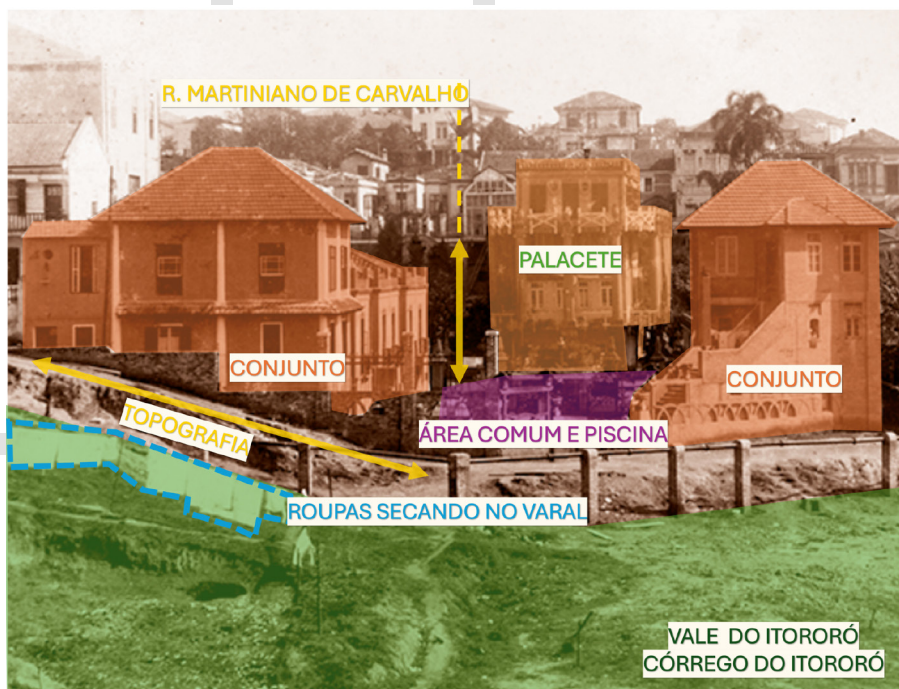 R. MARTINIANO DE CARVALHO
PALACETE
CONJUNTO
CONJUNTO
TOPOGRAFIA
ÁREA COMUM E PISCINA
ROUPAS SECANDO NO VARAL
VALE DO ITORORÓ
CÓRREGO DO ITORORÓ